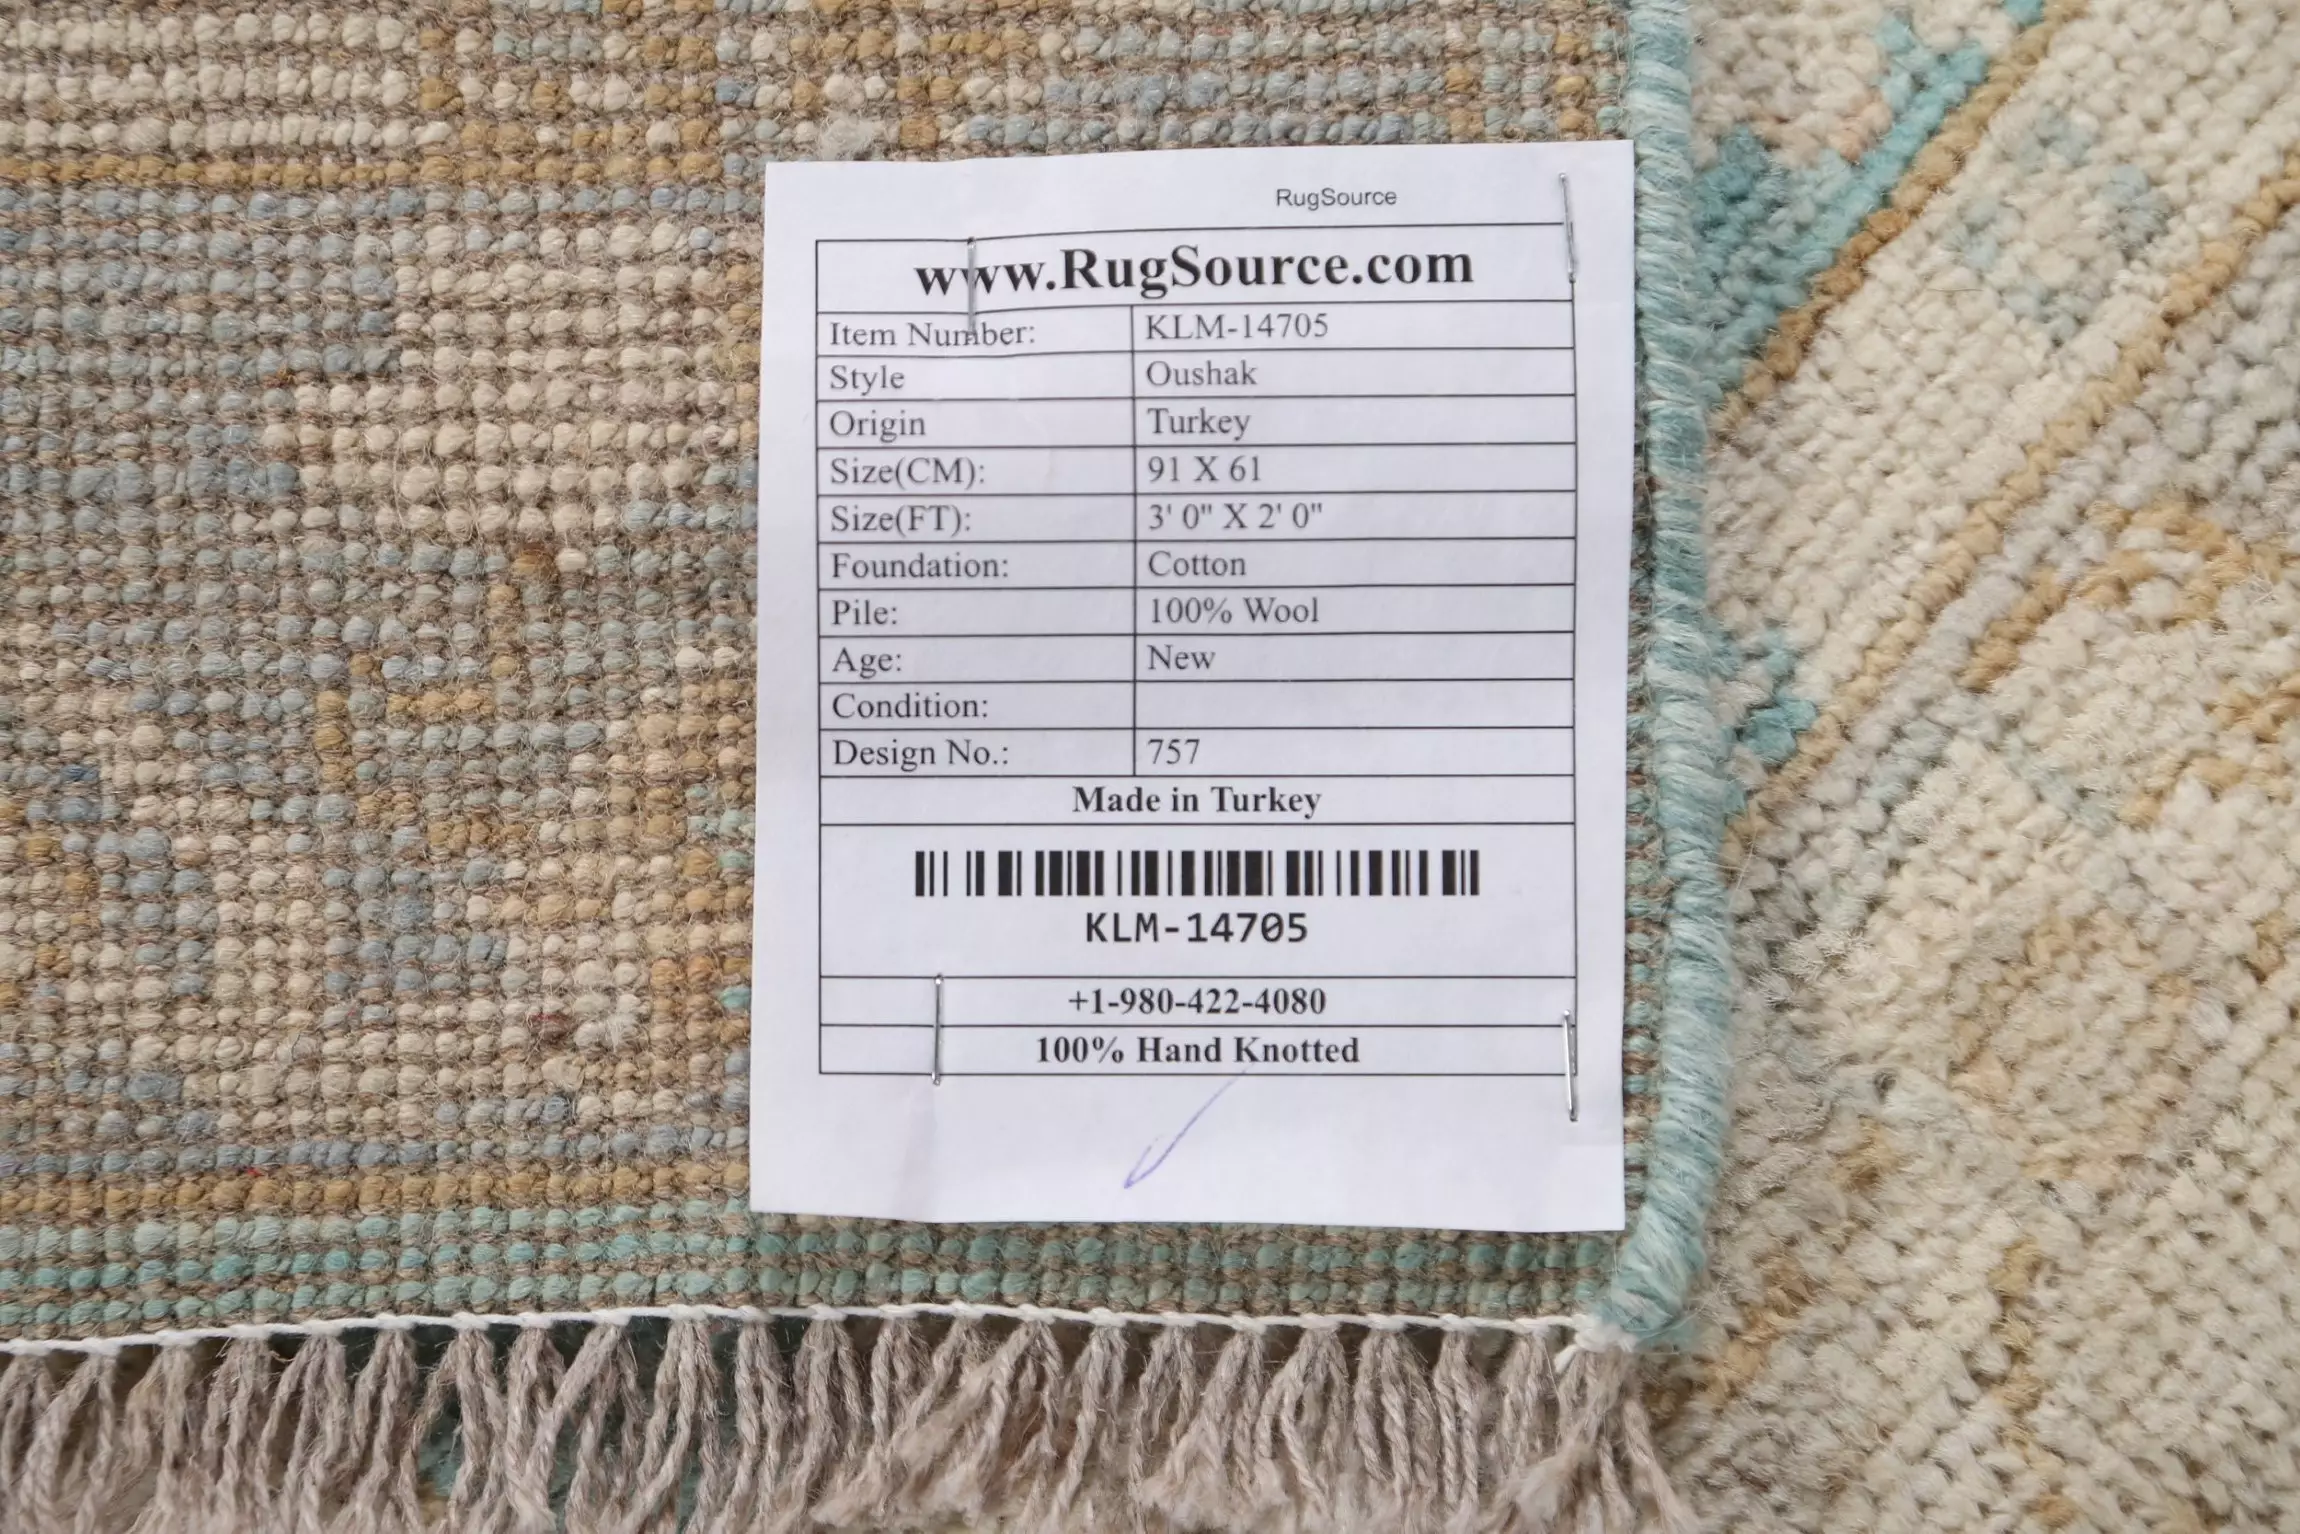 RugSource
www.RugSource.com
Item Number: KLM-14705
Style Oushak
Origin Turkey
Size(CM): 91 X 61
Size(FT): 3' 0" X 2' 0"
Foundation: Cotton
Pile: 100% Wool
Age: New
Condition:
Design No.: 757
Made in Turkey
KLM-14705
+1-980-422-4080
100% Hand Knotted